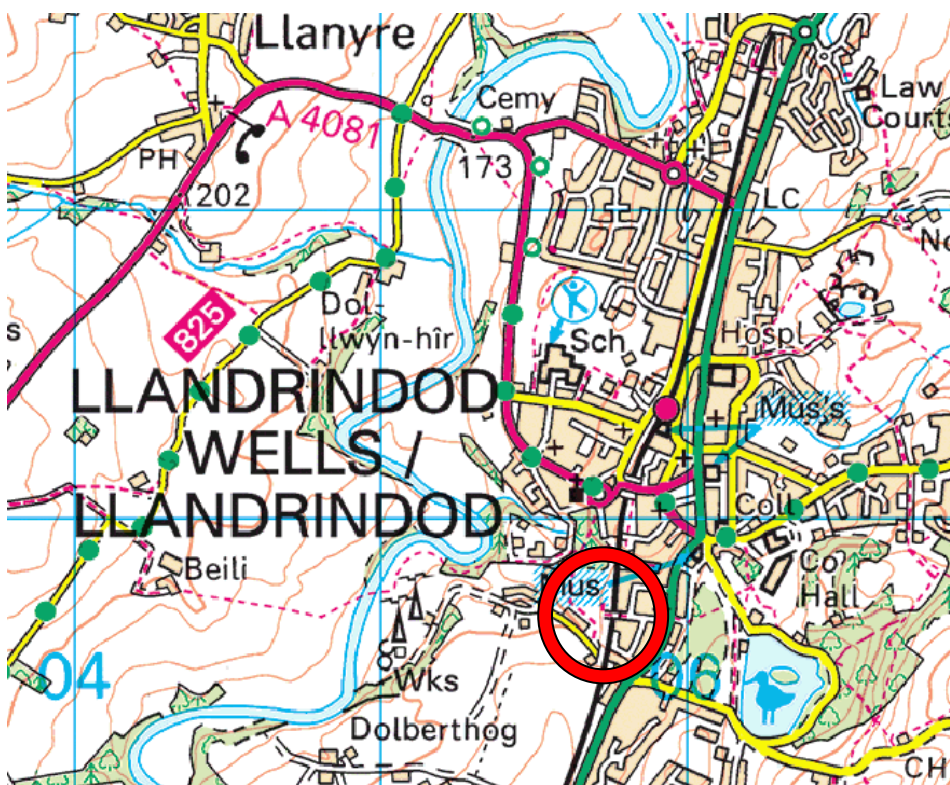 Llanyre
Cemy
Law
Courts
A 4081
PH
173
202
LC
825
Dol-
llwyn-hîr
Sch
Hospl
LLANDRINDOD
WELLS /
LLANDRINDOD
Mus's
Coll
Beili
Mus
Co
Hall
04
06
Wks
Dolberthog
CH